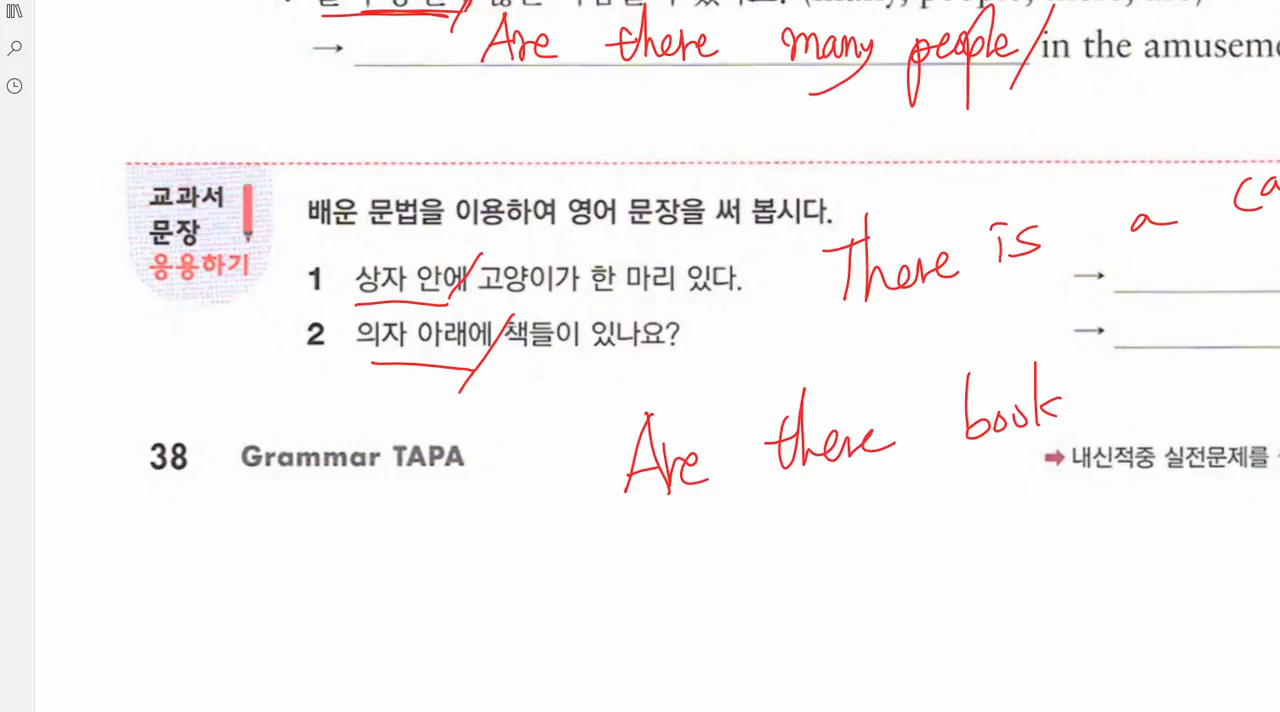 (many, people, there, are)
→ Are there many people / in the amuseme
교과서 문장 응용하기
배운 문법을 이용하여 영어 문장을 써 봅시다.
1 상자 안에 고양이가 한 마리 있다. There is a ca
→
2 의자 아래에 책들이 있나요?
→
Are there book
38 Grammar TAPA
➡ 내신적중 실전문제를